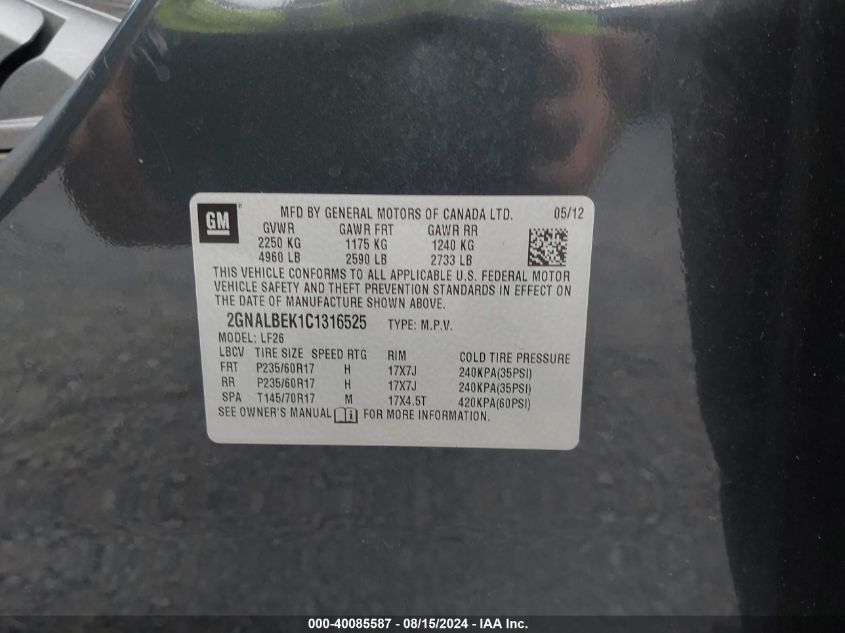 GM
MFD BY GENERAL MOTORS OF CANADA LTD. 05/12
GVWR GAWR FRT GAWR RR
2250 KG 1175 KG 1240 KG
4960 LB 2590 LB 2733 LB
THIS VEHICLE CONFORMS TO ALL APPLICABLE U.S. FEDERAL MOTOR
VEHICLE SAFETY AND THEFT PREVENTION STANDARDS IN EFFECT ON
THE DATE OF MANUFACTURE SHOWN ABOVE.
2GNALBEK1C1316525 TYPE: M.P.V.
MODEL: LF26
LBCV TIRE SIZE SPEED RTG RIM COLD TIRE PRESSURE
FRT P235/60R17 H 17X7J 240KPA(35PSI)
RR P235/60R17 H 17X7J 240KPA(35PSI)
SPA T145/70R17 M 17X4.5T 420KPA(60PSI)
SEE OWNER'S MANUAL FOR MORE INFORMATION.
000-40085587 - 08/15/2024 - IAA Inc.